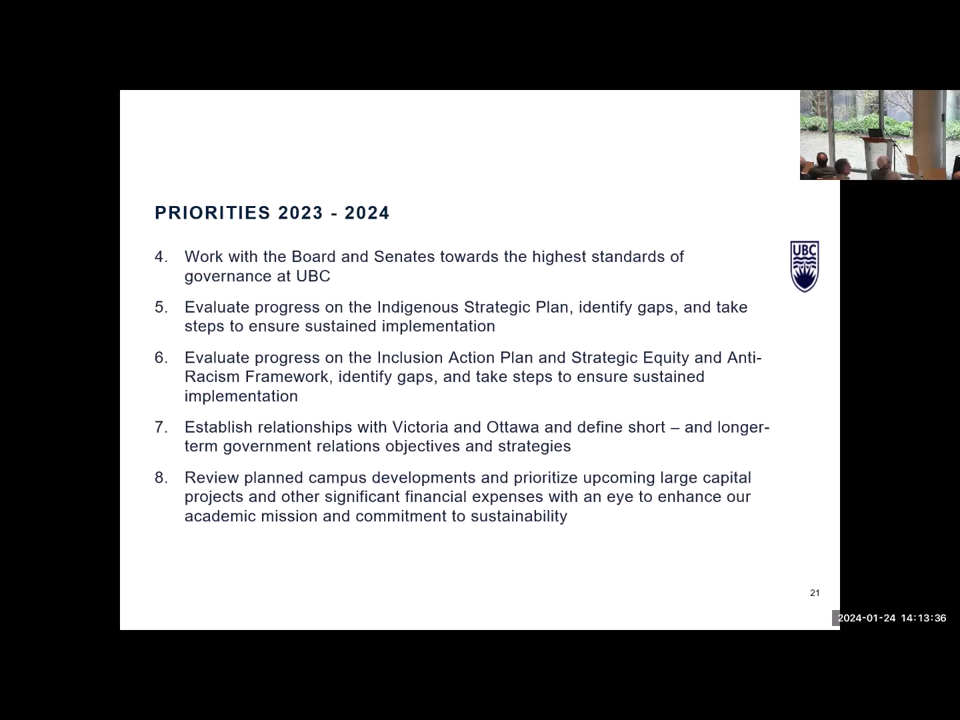 PRIORITIES 2023 - 2024
4. Work with the Board and Senates towards the highest standards of
governance at UBC
UBC
5. Evaluate progress on the Indigenous Strategic Plan, identify gaps, and take
steps to ensure sustained implementation
6. Evaluate progress on the Inclusion Action Plan and Strategic Equity and Anti-
Racism Framework, identify gaps, and take steps to ensure sustained
implementation
7. Establish relationships with Victoria and Ottawa and define short – and longer-
term government relations objectives and strategies
8. Review planned campus developments and prioritize upcoming large capital
projects and other significant financial expenses with an eye to enhance our
academic mission and commitment to sustainability
21
2024-01-24 14:13:36